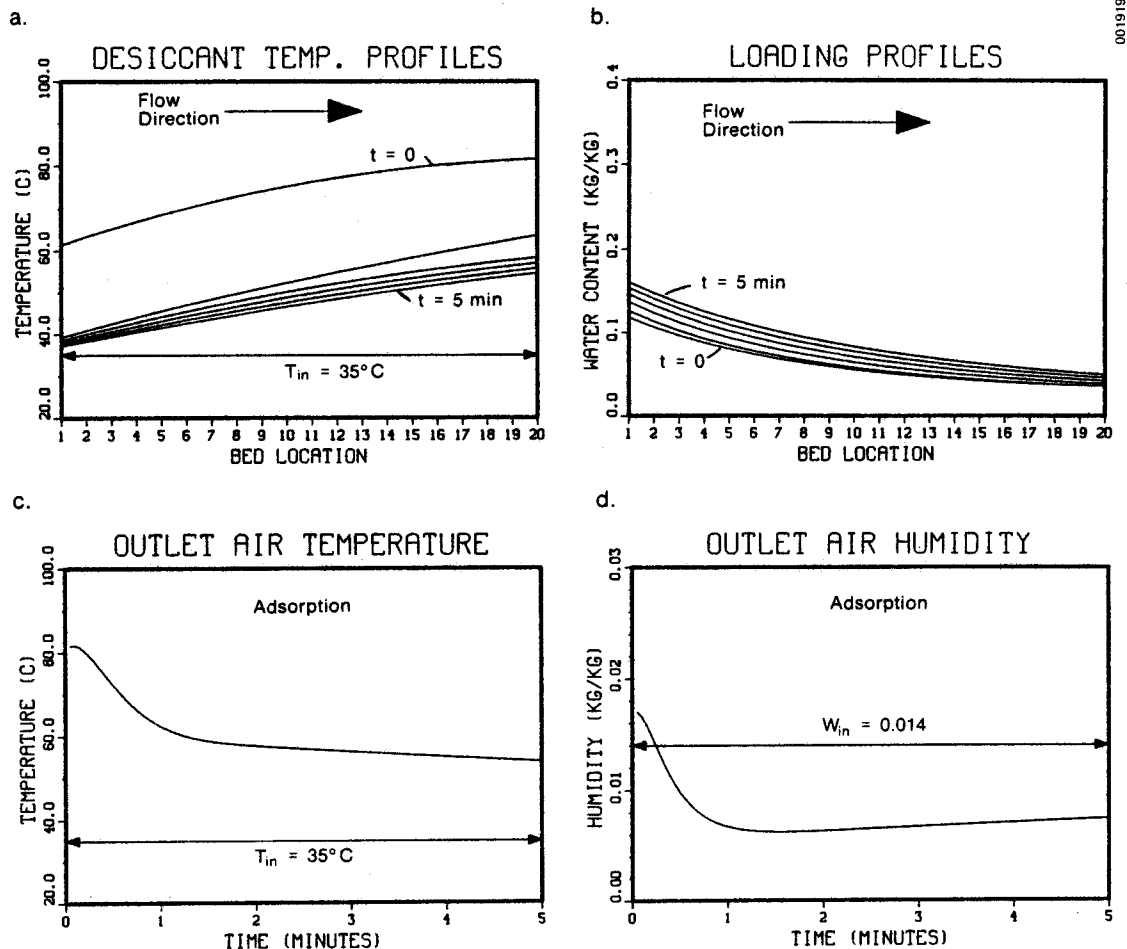 a.
DESICCANT TEMP. PROFILES
Flow
Direction
t = 0
t = 5 min
T_in = 35°C
TEMPERATURE (C)
100.0
80.0
60.0
40.0
20.0
1 2 3 4 5 6 7 8 9 10 11 12 13 14 15 16 17 18 19 20
BED LOCATION
b.
001919
LOADING PROFILES
Flow
Direction
t = 5 min
t = 0
WATER CONTENT (KG/KG)
0.4
0.3
0.2
0.1
0.0
1 2 3 4 5 6 7 8 9 10 11 12 13 14 15 16 17 18 19 20
BED LOCATION
c.
OUTLET AIR TEMPERATURE
Adsorption
T_in = 35°C
TEMPERATURE (C)
100.0
80.0
60.0
40.0
20.0
0 1 2 3 4 5
TIME (MINUTES)
d.
OUTLET AIR HUMIDITY
Adsorption
W_in = 0.014
HUMIDITY (KG/KG)
0.03
0.02
0.01
0.00
0 1 2 3 4 5
TIME (MINUTES)